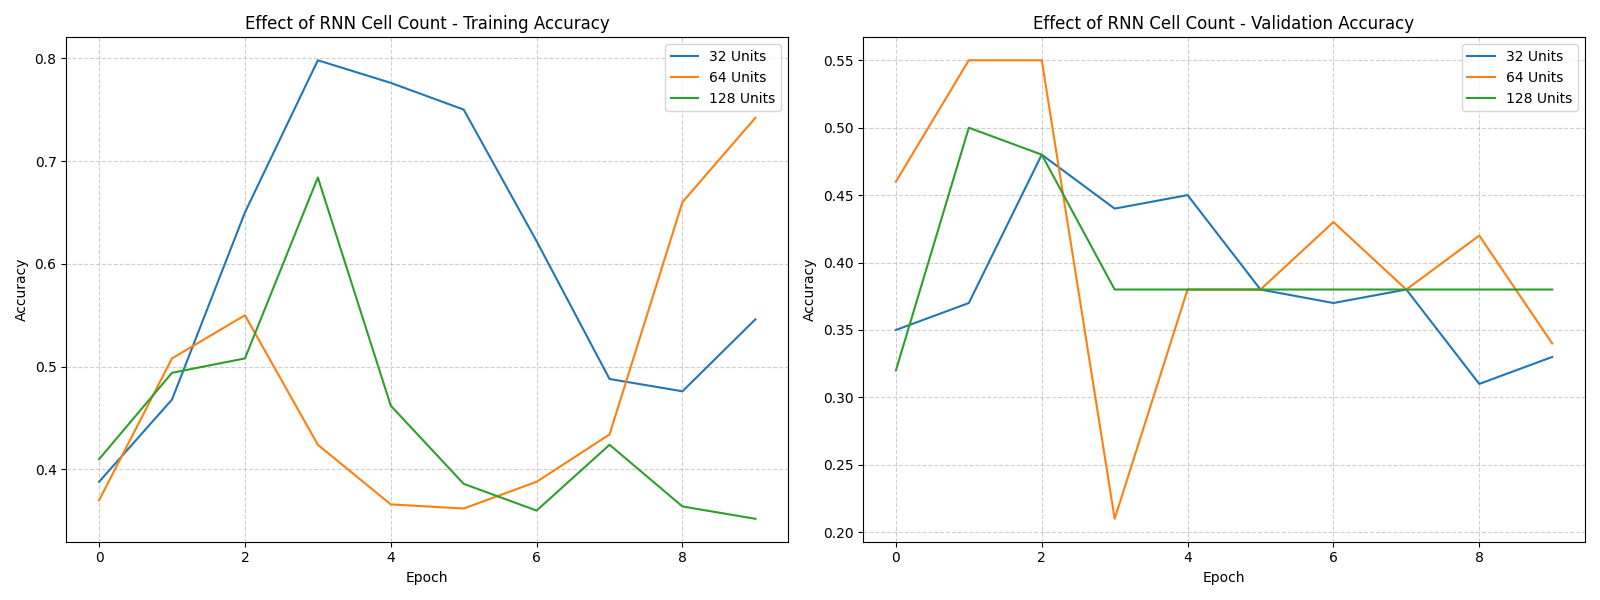 Effect of RNN Cell Count - Training Accuracy
32 Units
64 Units
128 Units
0.8
0.7
0.6
0.5
0.4
Accuracy
0 2 4 6 8
Epoch
Effect of RNN Cell Count - Validation Accuracy
32 Units
64 Units
128 Units
0.55
0.50
0.45
0.40
0.35
0.30
0.25
0.20
Accuracy
0 2 4 6 8
Epoch